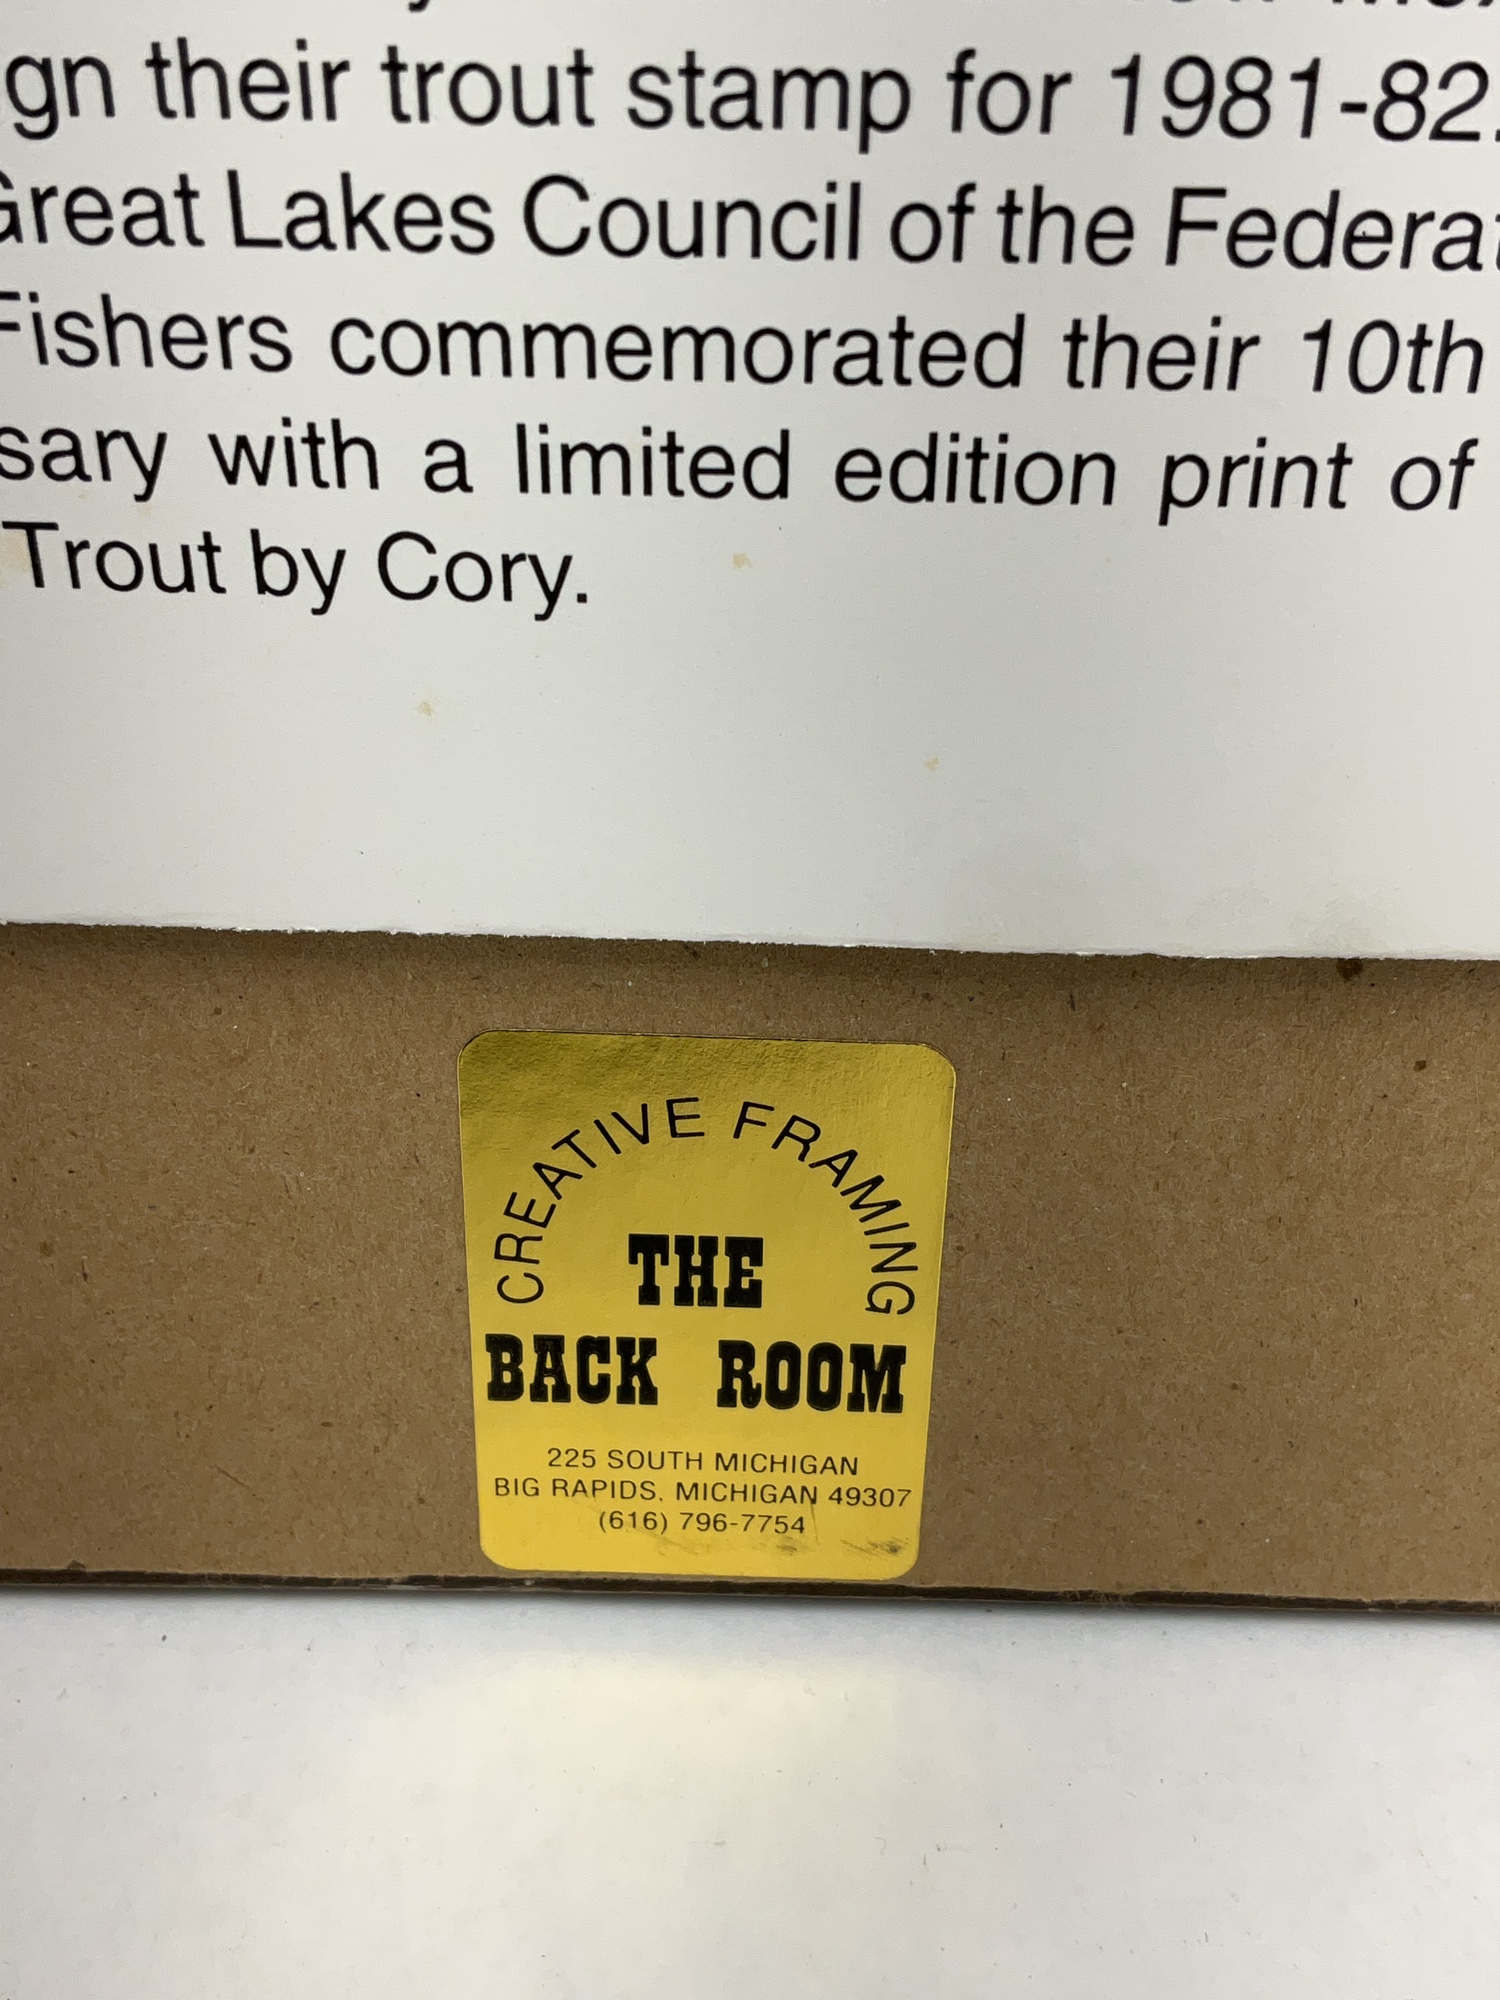 gn their trout stamp for 1981-82.
Great Lakes Council of the Federat
Fishers commemorated their 10th
sary with a limited edition print of
Trout by Cory.
CREATIVE FRAMING
THE
BACK ROOM
225 SOUTH MICHIGAN
BIG RAPIDS, MICHIGAN 49307
(616) 796-7754